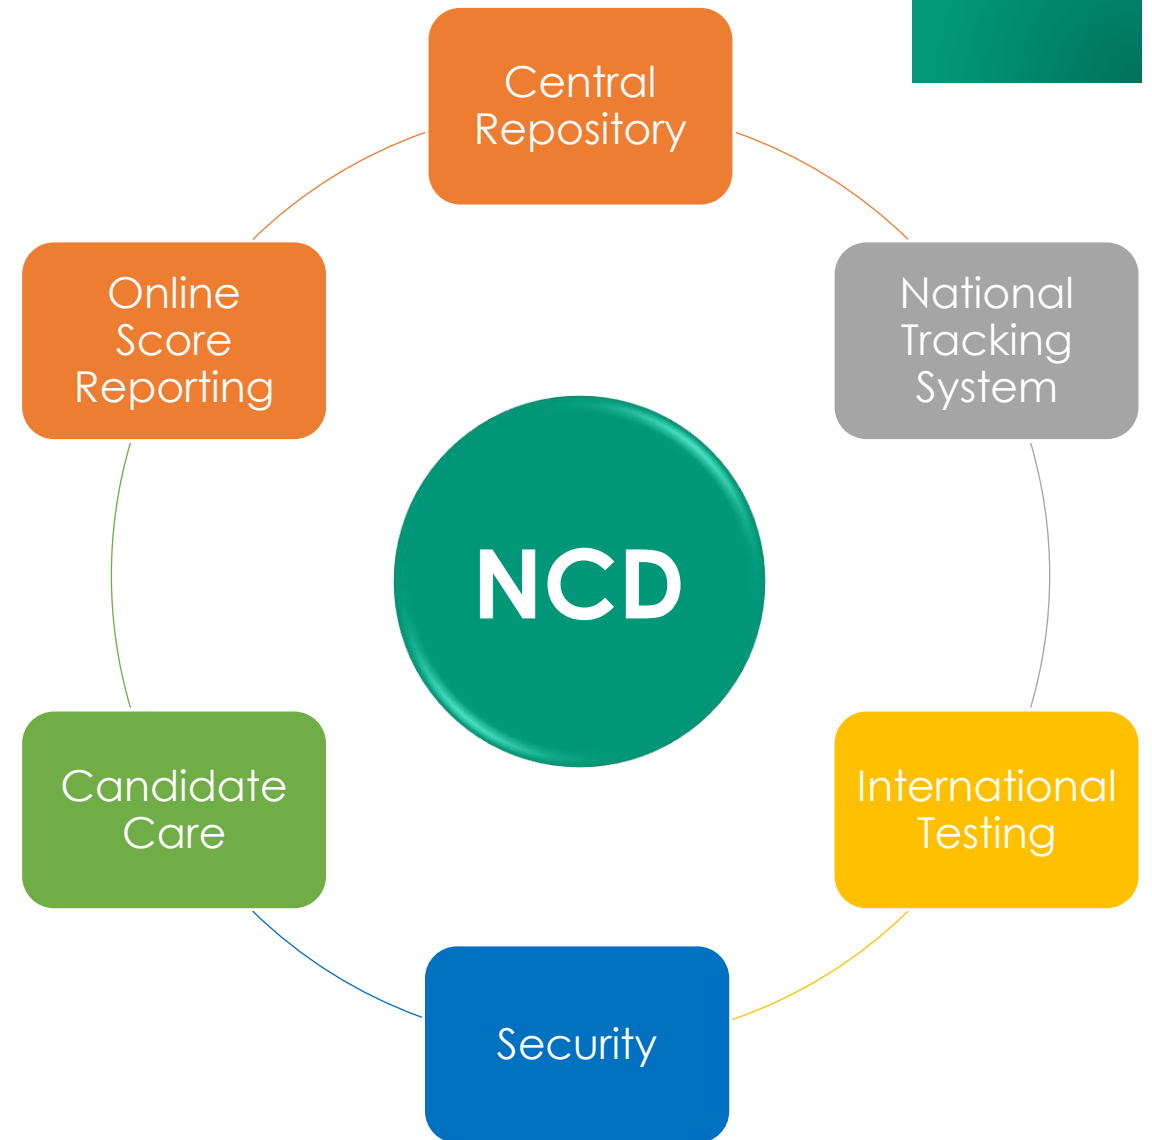 Central
Repository
National
Tracking
System
International
Testing
Security
Candidate
Care
Online
Score
Reporting
NCD